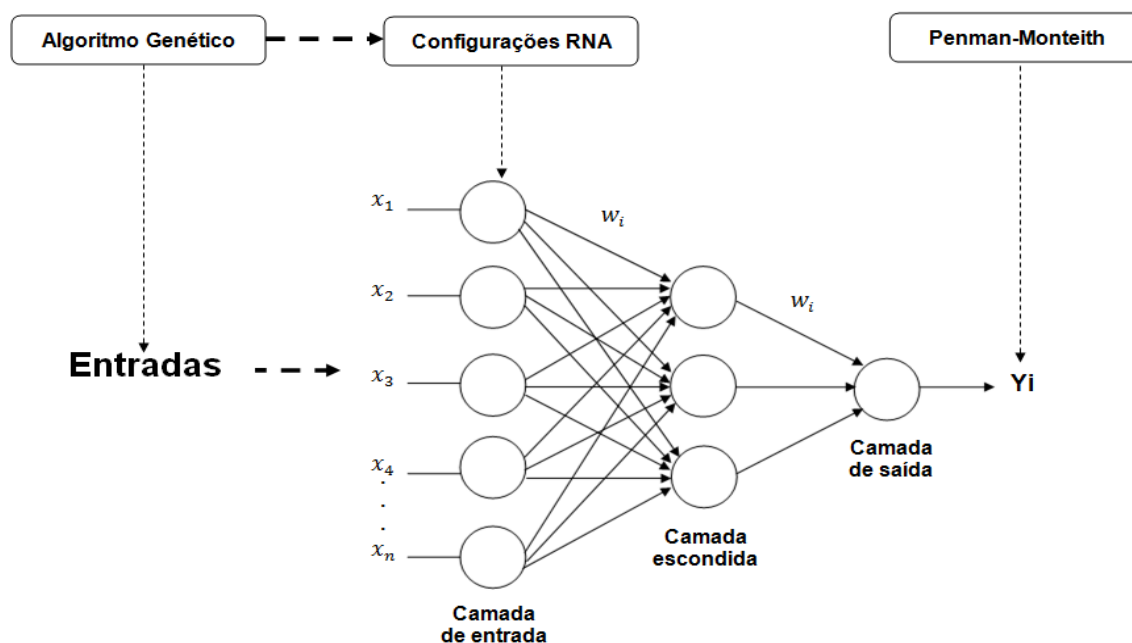 Algoritmo Genético
Configurações RNA
Penman-Monteith
x₁
wᵢ
x₂
wᵢ
Entradas
x₃
Yi
Camada
de saída
x₄
.
.
.
xₙ
Camada
escondida
Camada
de entrada